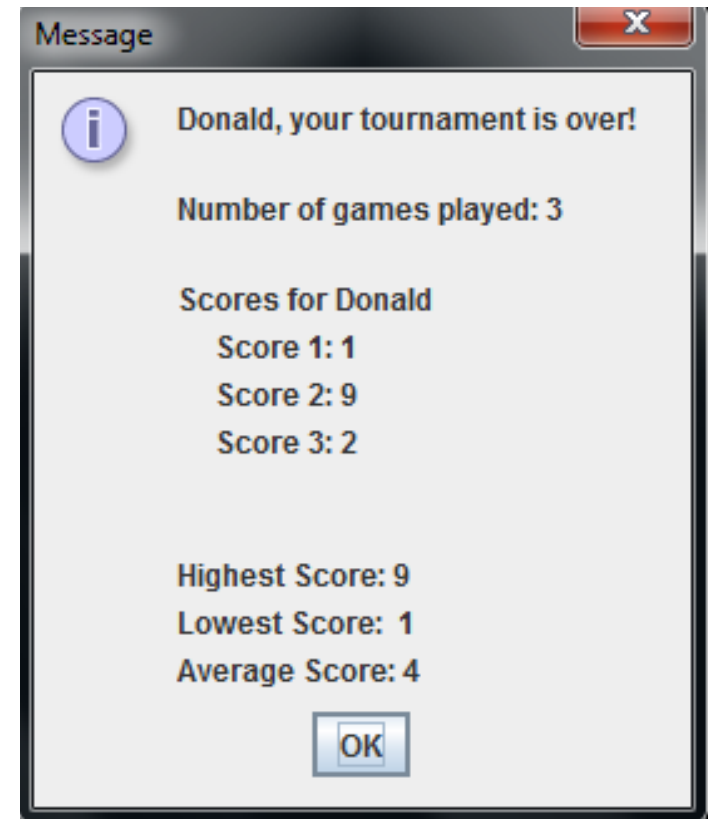 Message
Donald, your tournament is over!
Number of games played: 3
Scores for Donald
Score 1: 1
Score 2: 9
Score 3: 2
Highest Score: 9
Lowest Score:  1
Average Score: 4
OK